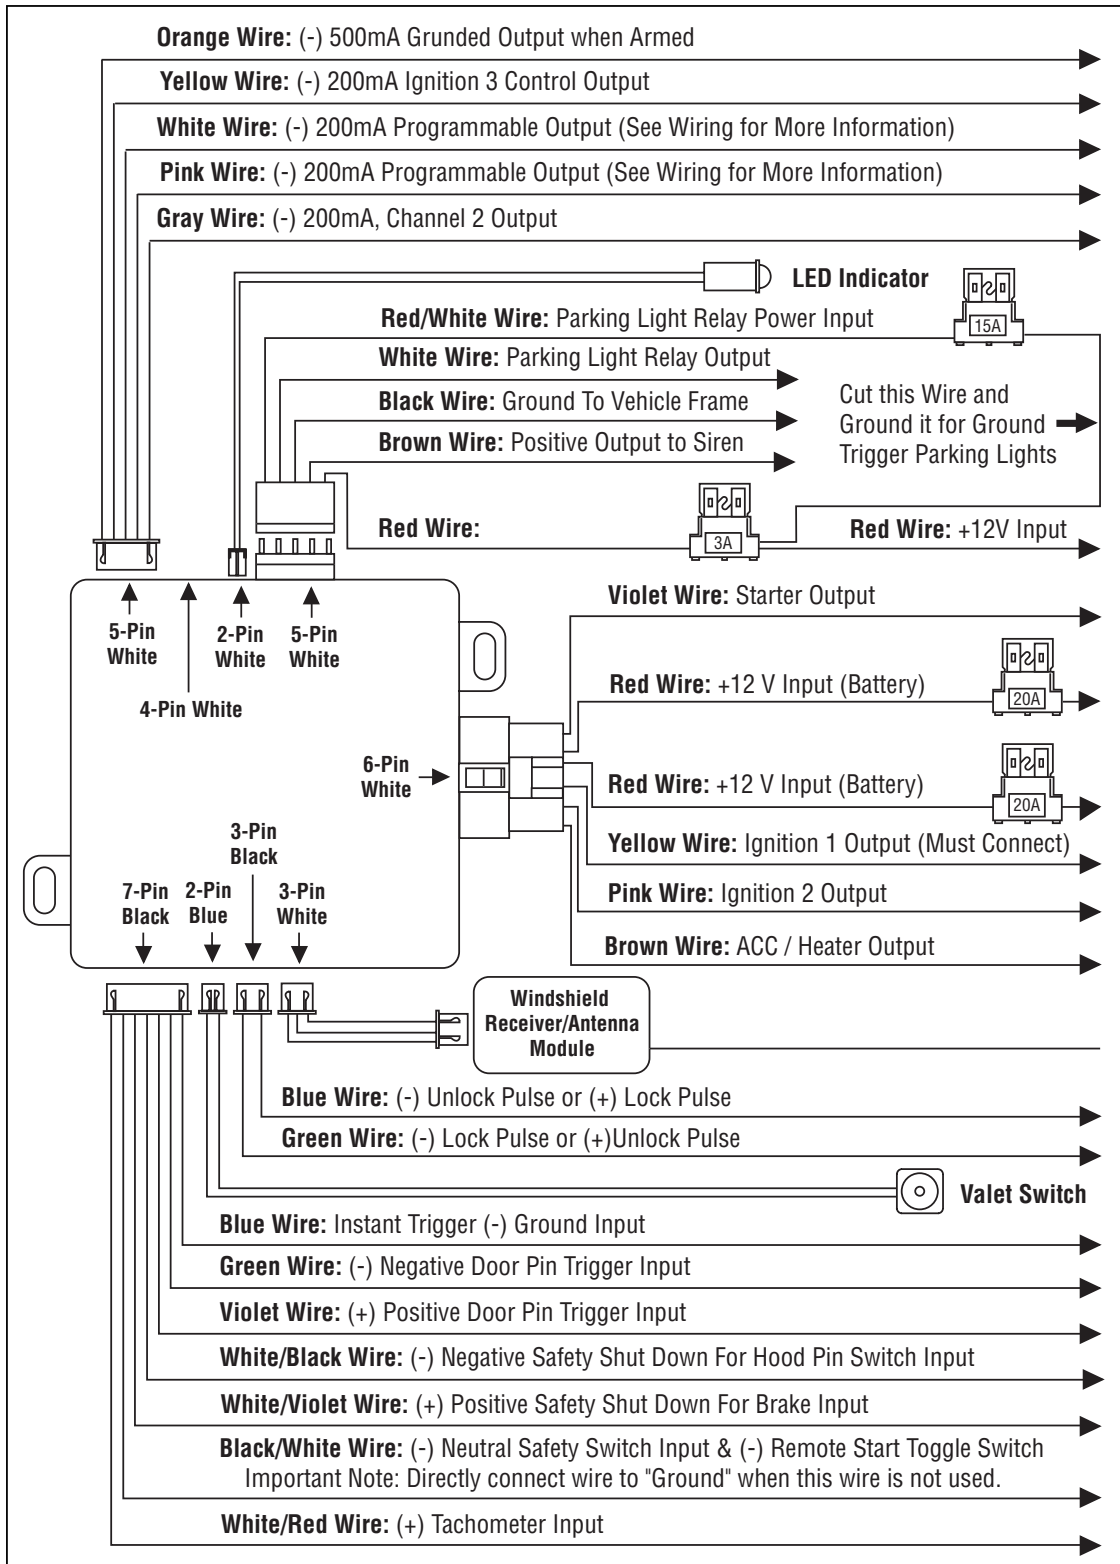 Orange Wire: (-) 500mA Grunded Output when Armed
Yellow Wire: (-) 200mA Ignition 3 Control Output
White Wire: (-) 200mA Programmable Output (See Wiring for More Information)
Pink Wire: (-) 200mA Programmable Output (See Wiring for More Information)
Gray Wire: (-) 200mA, Channel 2 Output
LED Indicator
Red/White Wire: Parking Light Relay Power Input
15A
White Wire: Parking Light Relay Output
Black Wire: Ground To Vehicle Frame
Brown Wire: Positive Output to Siren
Cut this Wire and
Ground it for Ground
Trigger Parking Lights
Red Wire:
3A
Red Wire: +12V Input
5-Pin
White
2-Pin
White
5-Pin
White
4-Pin White
Violet Wire: Starter Output
Red Wire: +12 V Input (Battery)
20A
6-Pin
White
Red Wire: +12 V Input (Battery)
20A
Yellow Wire: Ignition 1 Output (Must Connect)
Pink Wire: Ignition 2 Output
Brown Wire: ACC / Heater Output
3-Pin
Black
7-Pin
Black
2-Pin
Blue
3-Pin
White
Windshield
Receiver/Antenna
Module
Blue Wire: (-) Unlock Pulse or (+) Lock Pulse
Green Wire: (-) Lock Pulse or (+)Unlock Pulse
Valet Switch
Blue Wire: Instant Trigger (-) Ground Input
Green Wire: (-) Negative Door Pin Trigger Input
Violet Wire: (+) Positive Door Pin Trigger Input
White/Black Wire: (-) Negative Safety Shut Down For Hood Pin Switch Input
White/Violet Wire: (+) Positive Safety Shut Down For Brake Input
Black/White Wire: (-) Neutral Safety Switch Input & (-) Remote Start Toggle Switch
Important Note: Directly connect wire to "Ground" when this wire is not used.
White/Red Wire: (+) Tachometer Input